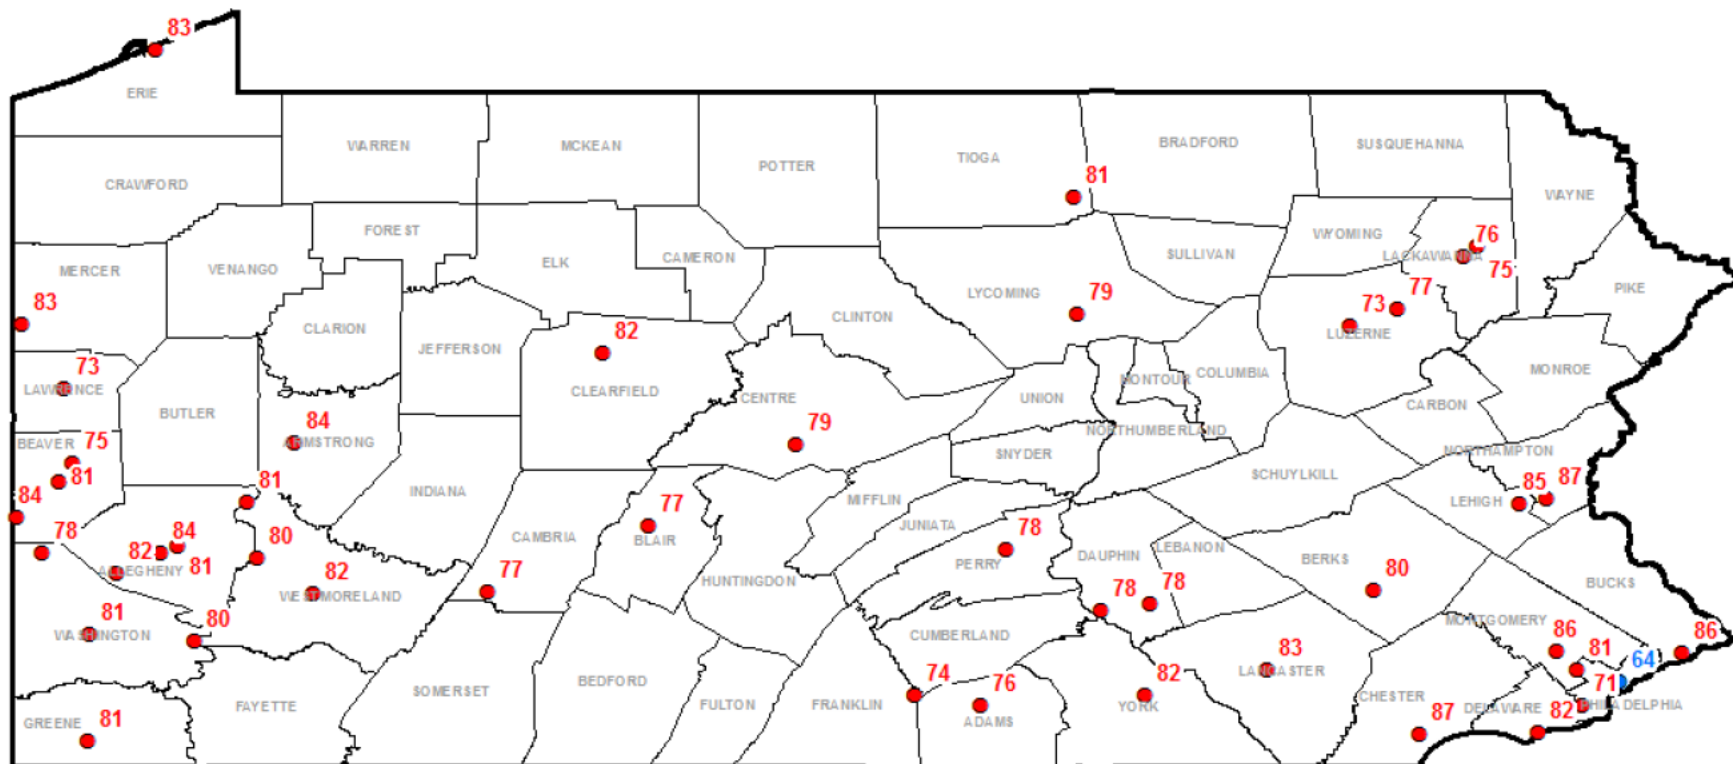 83
ERIE
WARREN
MCKEAN
POTTER
TIOGA
BRADFORD
SUSQUEHANNA
CRAWFORD
81
WAYNE
FOREST
WYOMING
76
MERCER
VENANGO
ELK
CAMERON
SULLIVAN
LACKAWANNA
75
PIKE
83
LYCOMING
79
73
77
CLARION
82
CLINTON
LUZERNE
JEFFERSON
73
LAWRENCE
CLEARFIELD
CENTRE
UNION
MONTOUR
COLUMBIA
MONROE
BUTLER
84
CARBON
BEAVER
75
ARMSTRONG
79
NORTHUMBERLAND
NORTHAMPTON
81
81
SNYDER
SCHUYLKILL
87
84
INDIANA
MIFFLIN
85
LEHIGH
78
84
80
77
JUNIATA
78
82
81
CAMBRIA
BLAIR
DAUPHIN
LEBANON
ALLEGHENY
PERRY
BERKS
82
77
HUNTINGDON
78
78
80
BUCKS
WESTMORELAND
81
80
WASHINGTON
CUMBERLAND
MONTGOMERY
86
81
64
86
83
LANCASTER
74
76
82
71
GREENE
81
FAYETTE
SOMERSET
BEDFORD
FULTON
FRANKLIN
ADAMS
YORK
CHESTER
87
DELAWARE
82
PHILADELPHIA